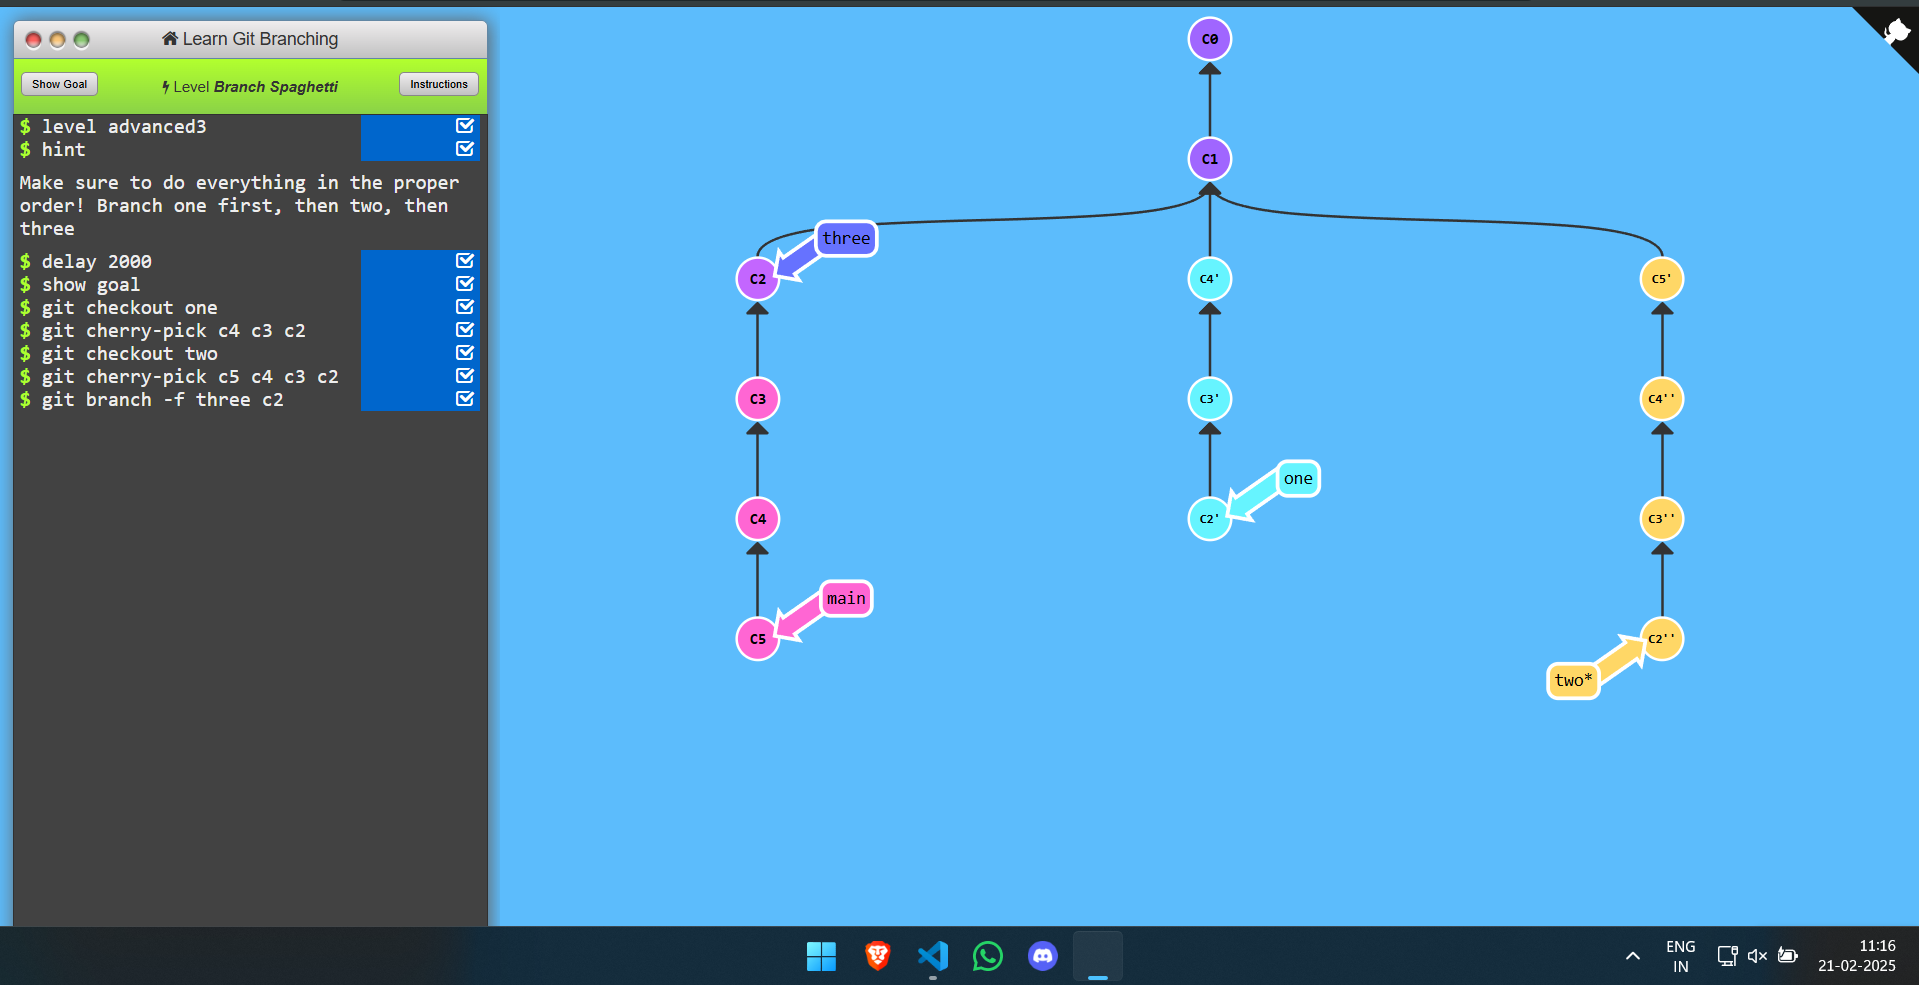 Learn Git Branching
Show Goal
Level Branch Spaghetti
Instructions
$ level advanced3
$ hint
Make sure to do everything in the proper
order! Branch one first, then two, then
three
$ delay 2000
$ show goal
$ git checkout one
$ git cherry-pick c4 c3 c2
$ git checkout two
$ git cherry-pick c5 c4 c3 c2
$ git branch -f three c2
C0
C1
three
C2
C4'
C5'
C3
C3'
C4''
one
C4
C2'
C3''
main
C5
C2''
two*
ENG
IN
11:16
21-02-2025